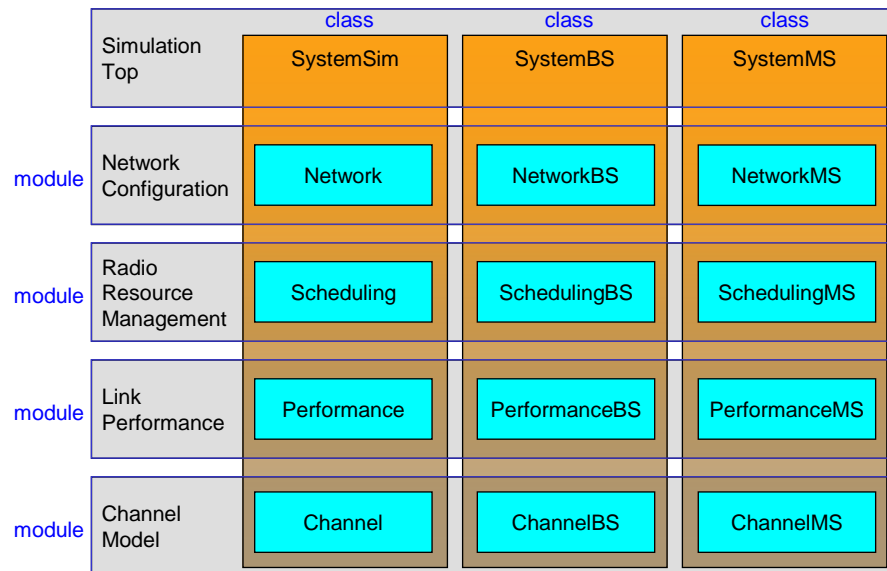 class class class
Simulation
Top
SystemSim SystemBS SystemMS
module
Network
Configuration
Network NetworkBS NetworkMS
module
Radio
Resource
Management
Scheduling SchedulingBS SchedulingMS
module
Link
Performance
Performance PerformanceBS PerformanceMS
module
Channel
Model
Channel ChannelBS ChannelMS